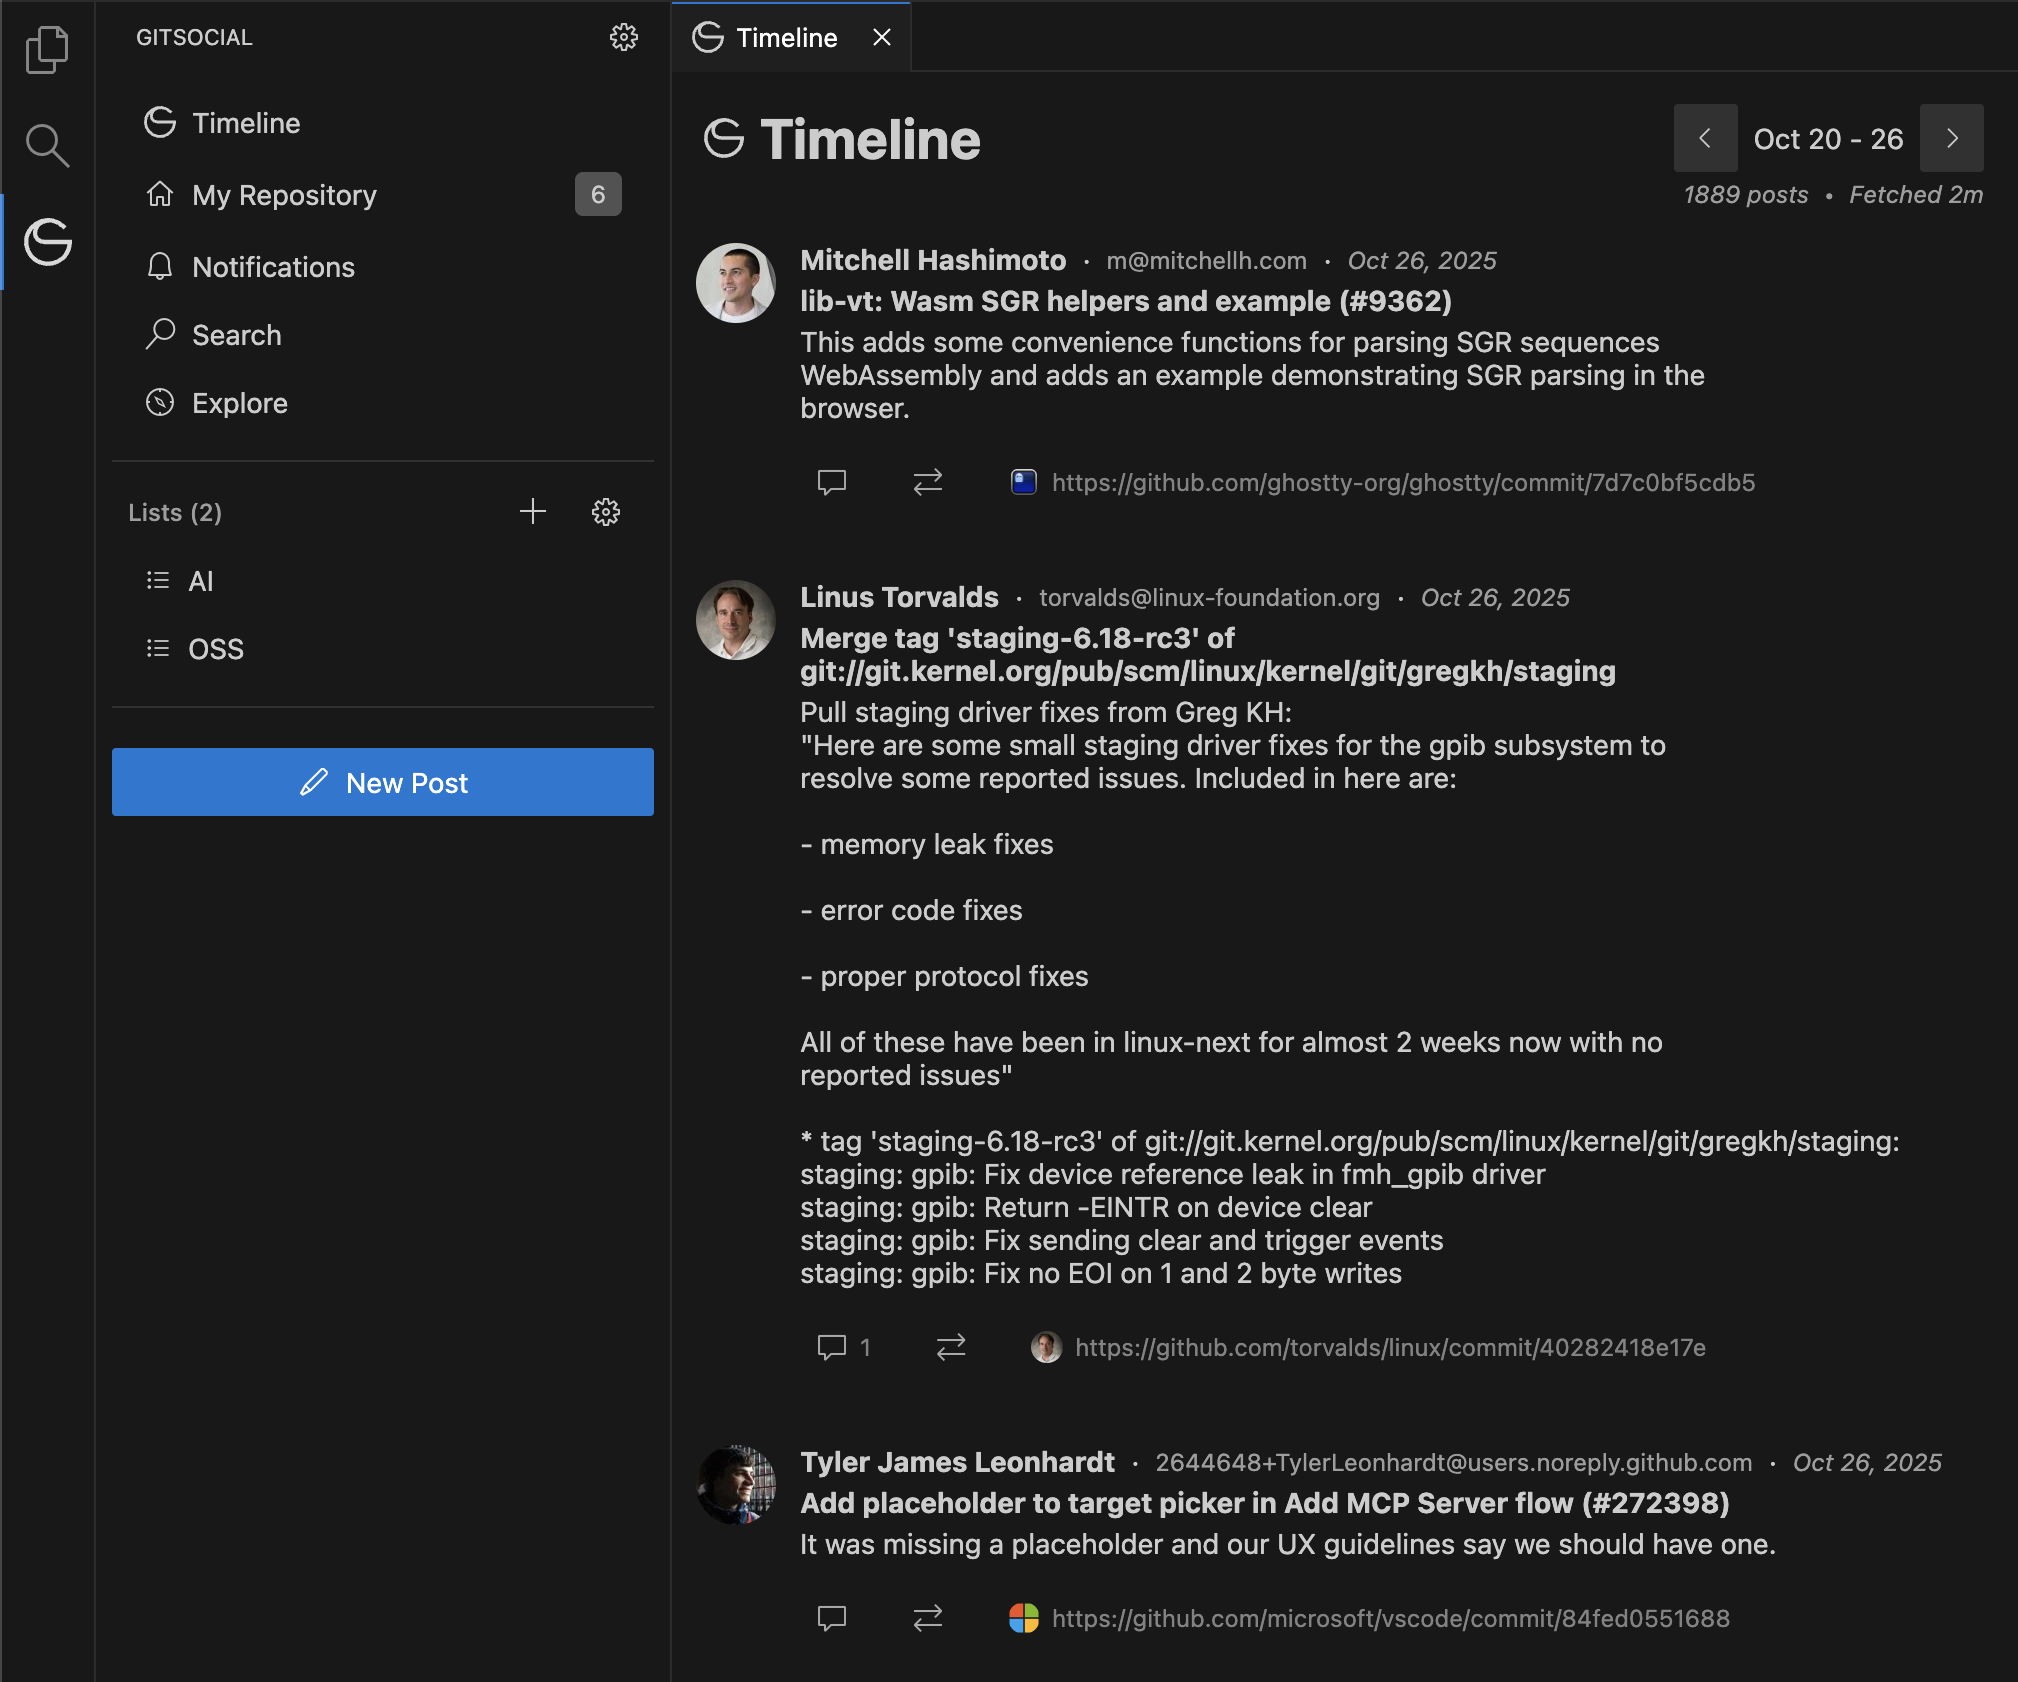 GITSOCIAL
Timeline
My Repository
6
Notifications
Search
Explore
Lists (2)
AI
OSS
New Post
Timeline
Timeline
Oct 20 - 26
1889 posts • Fetched 2m
Mitchell Hashimoto · m@mitchellh.com · Oct 26, 2025
lib-vt: Wasm SGR helpers and example (#9362)
This adds some convenience functions for parsing SGR sequences
WebAssembly and adds an example demonstrating SGR parsing in the
browser.
https://github.com/ghostty-org/ghostty/commit/7d7c0bf5cdb5
Linus Torvalds · torvalds@linux-foundation.org · Oct 26, 2025
Merge tag 'staging-6.18-rc3' of
git://git.kernel.org/pub/scm/linux/kernel/git/gregkh/staging
Pull staging driver fixes from Greg KH:
"Here are some small staging driver fixes for the gpib subsystem to
resolve some reported issues. Included in here are:
- memory leak fixes
- error code fixes
- proper protocol fixes
All of these have been in linux-next for almost 2 weeks now with no
reported issues"
* tag 'staging-6.18-rc3' of git://git.kernel.org/pub/scm/linux/kernel/git/gregkh/staging:
staging: gpib: Fix device reference leak in fmh_gpib driver
staging: gpib: Return -EINTR on device clear
staging: gpib: Fix sending clear and trigger events
staging: gpib: Fix no EOI on 1 and 2 byte writes
1 https://github.com/torvalds/linux/commit/40282418e17e
Tyler James Leonhardt · 2644648+TylerLeonhardt@users.noreply.github.com · Oct 26, 2025
Add placeholder to target picker in Add MCP Server flow (#272398)
It was missing a placeholder and our UX guidelines say we should have one.
https://github.com/microsoft/vscode/commit/84fed0551688